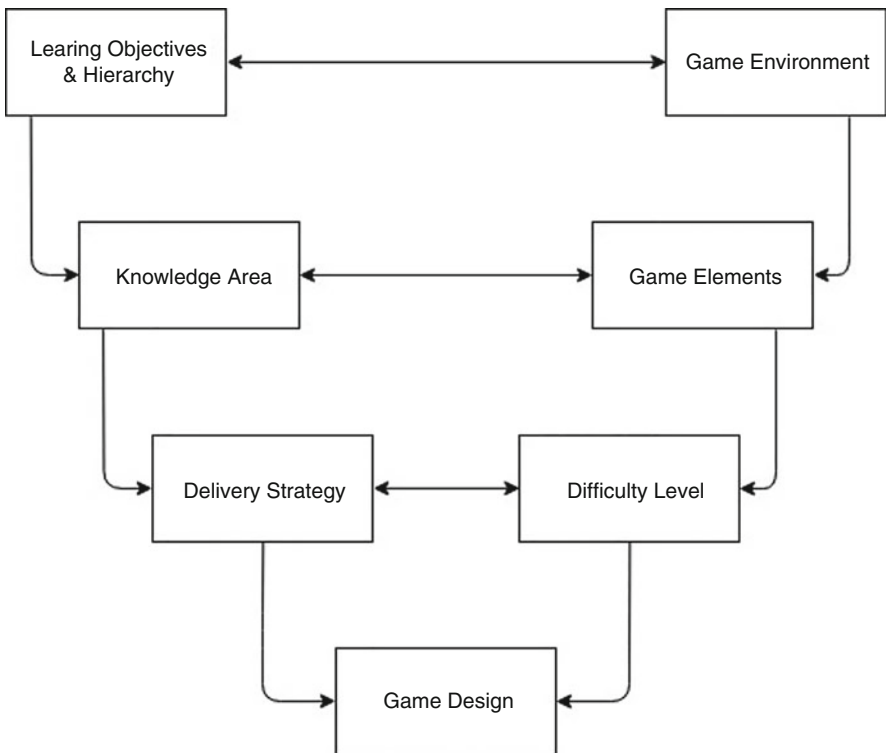 Learing Objectives
& Hierarchy
Game Environment
Knowledge Area
Game Elements
Delivery Strategy
Difficulty Level
Game Design